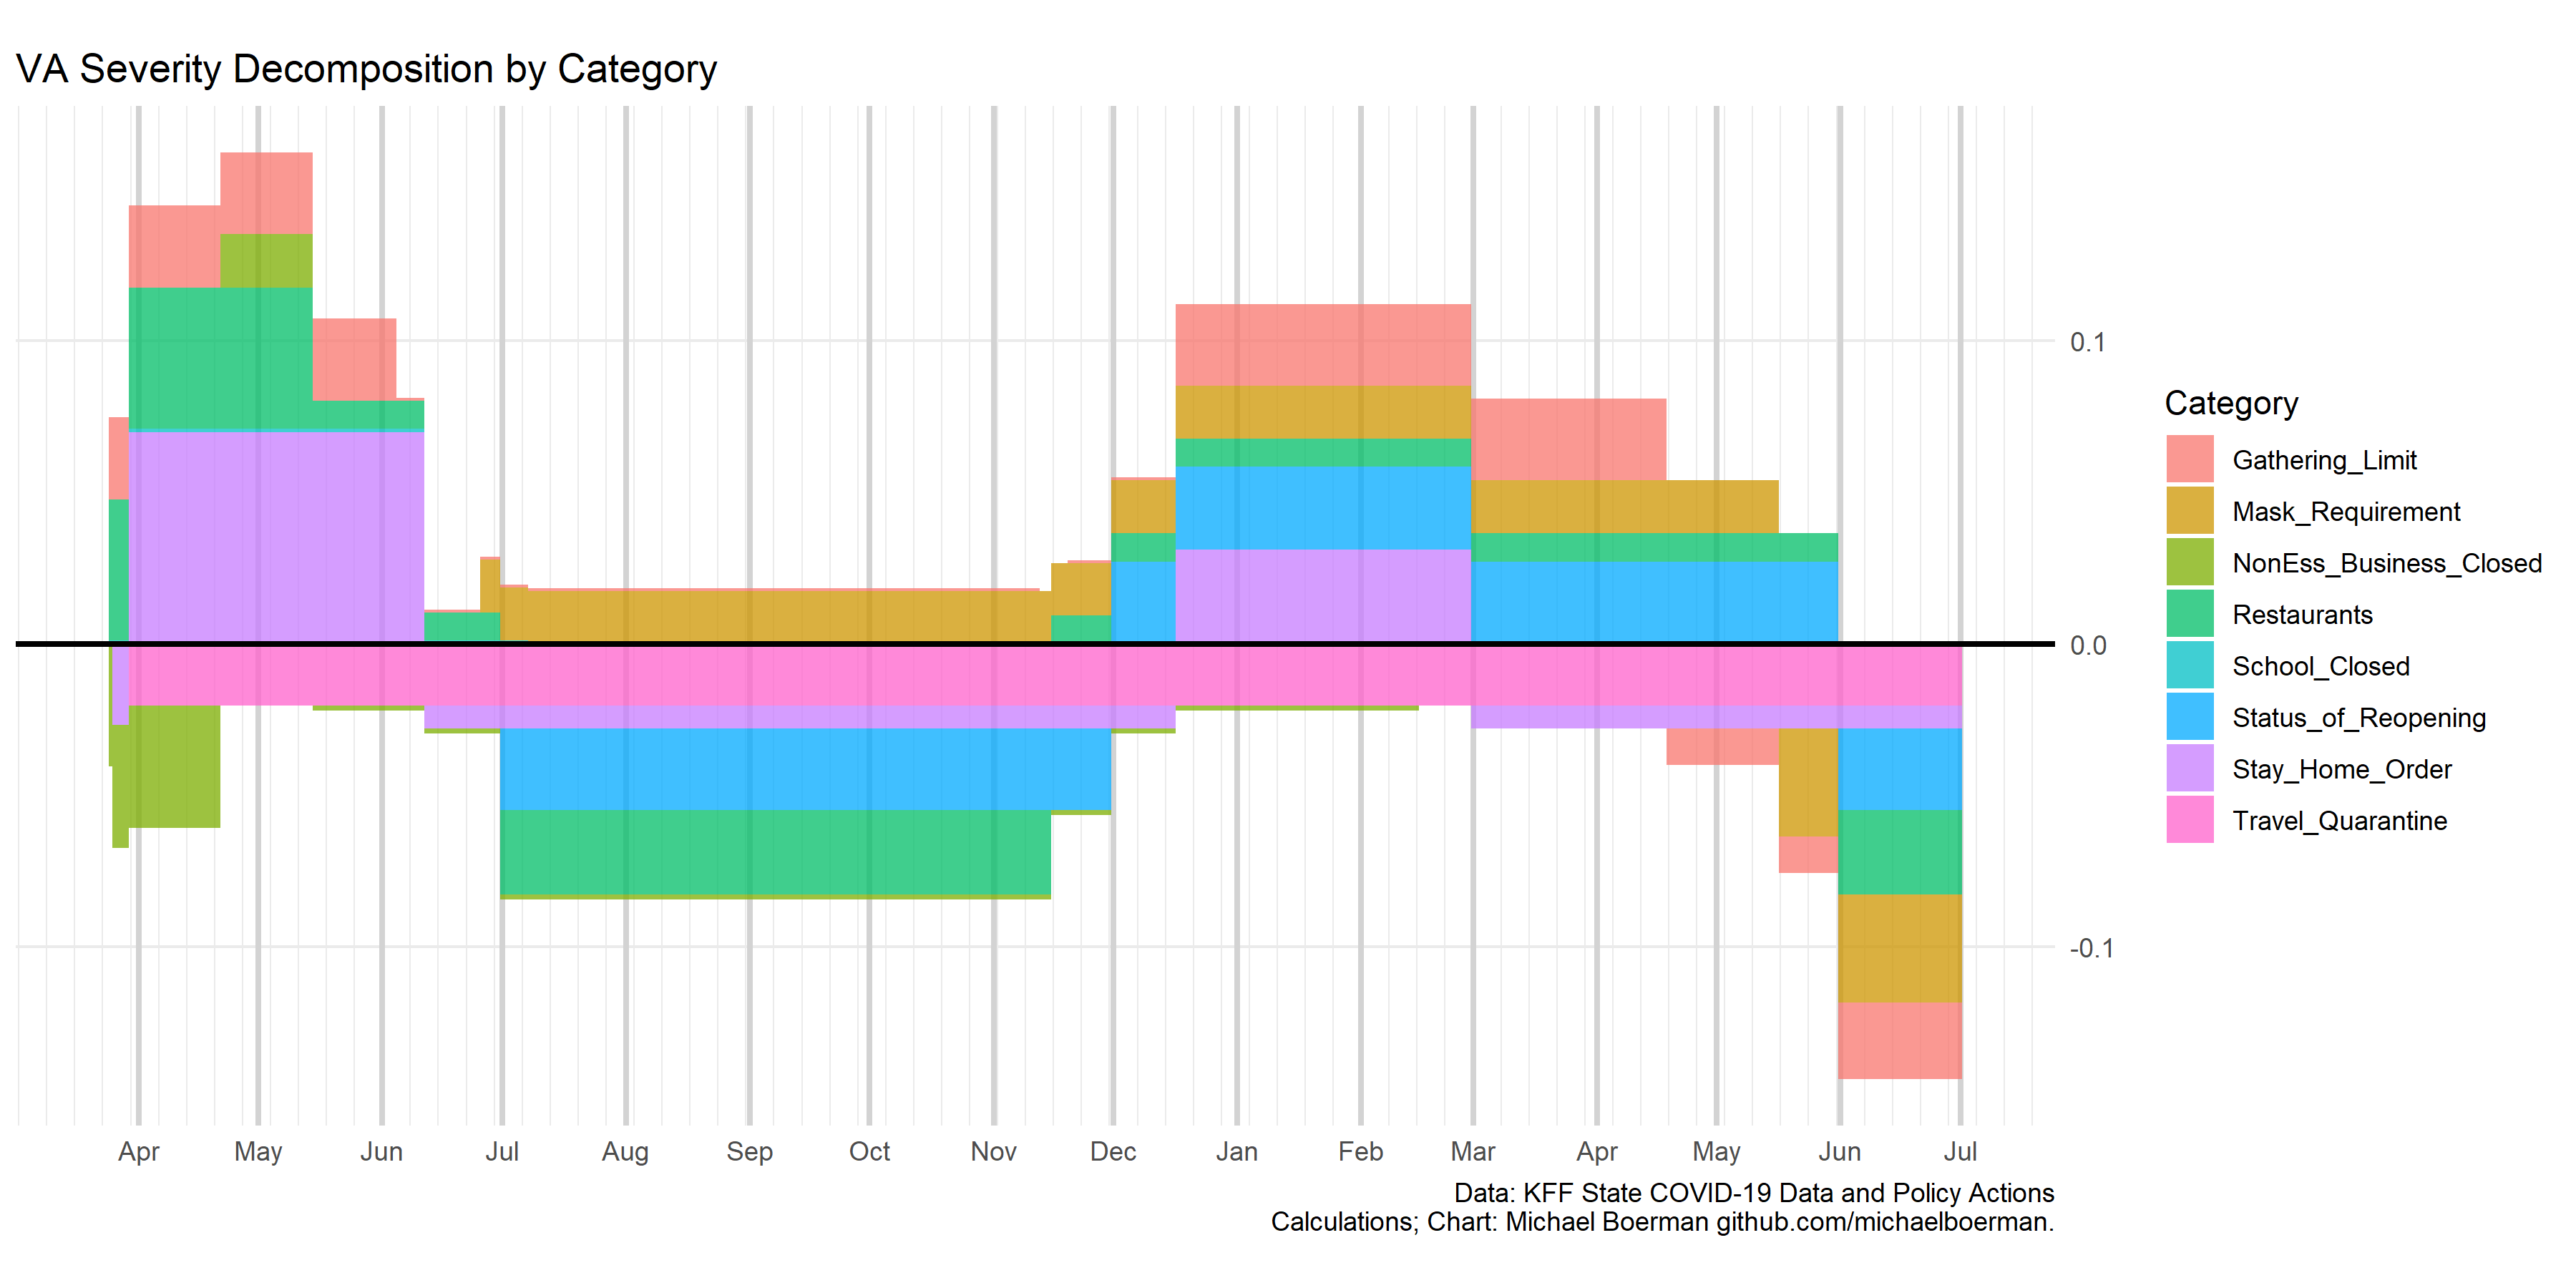 VA Severity Decomposition by Category
0.1
0.0
-0.1
Apr May Jun Jul Aug Sep Oct Nov Dec Jan Feb Mar Apr May Jun Jul
Category
Gathering_Limit
Mask_Requirement
NonEss_Business_Closed
Restaurants
School_Closed
Status_of_Reopening
Stay_Home_Order
Travel_Quarantine
Data: KFF State COVID-19 Data and Policy Actions
Calculations; Chart: Michael Boerman github.com/michaelboerman.